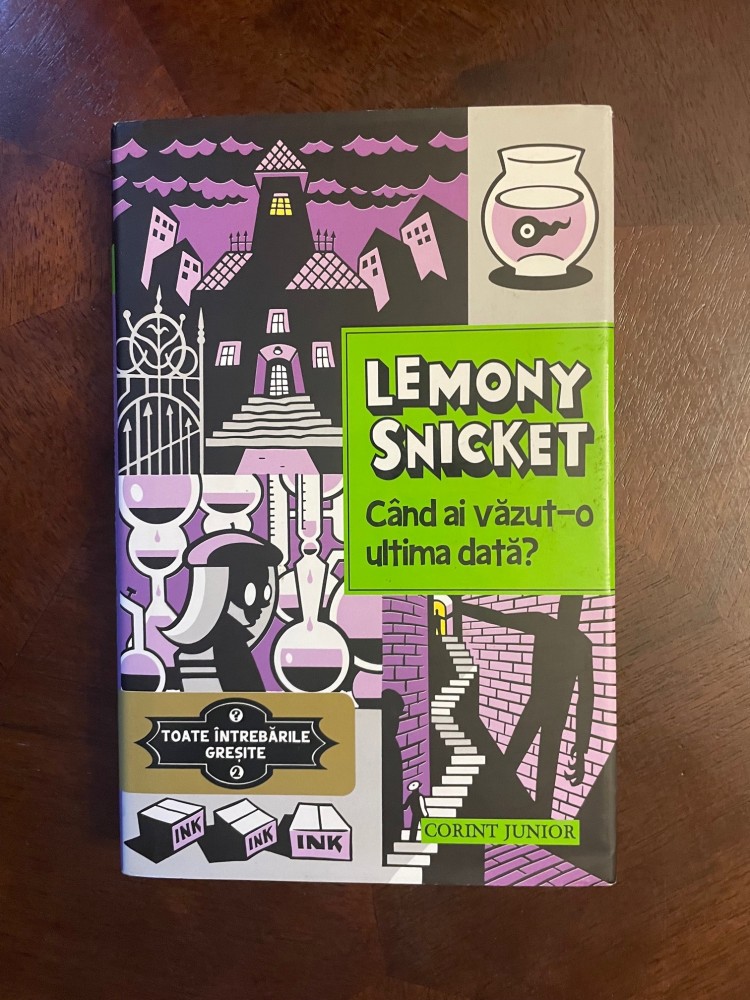 LEMONY
SNICKET
Când ai văzut-o
ultima dată?
?
TOATE ÎNTREBĂRILE
GREȘITE
2
INK
INK
INK
CORINT JUNIOR